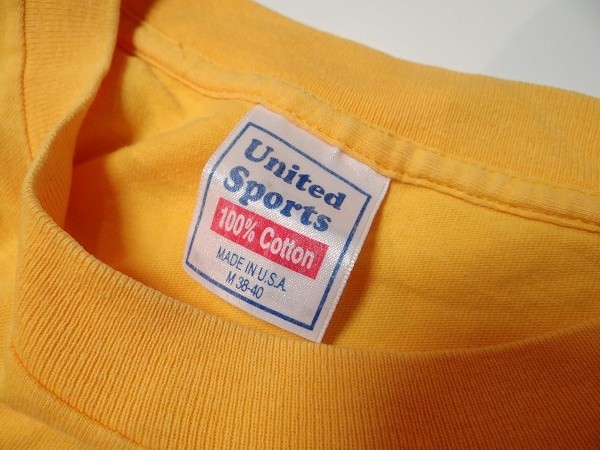 United
Sports
100% Cotton
MADE IN U.S.A.
M 38-40